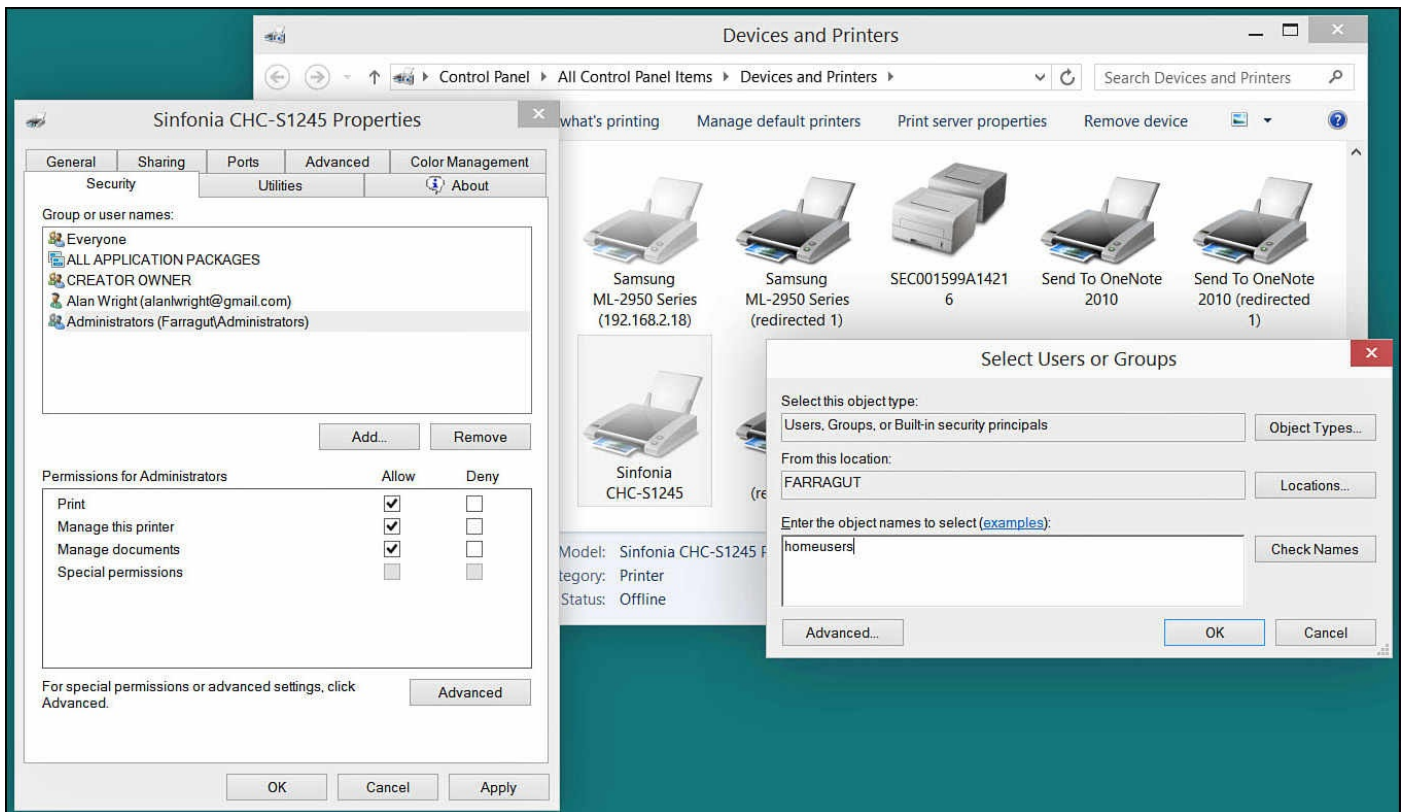 Devices and Printers
Control Panel All Control Panel Items Devices and Printers
Search Devices and Printers
what's printing Manage default printers Print server properties Remove device
Samsung
ML-2950 Series
(192.168.2.18)
Samsung
ML-2950 Series
(redirected 1)
SEC001599A1421
6
Send To OneNote
2010
Send To OneNote
2010 (redirected
1)
Sinfonia
CHC-S1245
Model: Sinfonia CHC-S1245
Category: Printer
Status: Offline
Sinfonia CHC-S1245 Properties
General Sharing Ports Advanced Color Management
Security Utilities About
Group or user names:
Everyone
ALL APPLICATION PACKAGES
CREATOR OWNER
Alan Wright (alanlwright@gmail.com)
Administrators (Farragut\Administrators)
Add... Remove
Permissions for Administrators Allow Deny
Print
Manage this printer
Manage documents
Special permissions
For special permissions or advanced settings, click
Advanced.
Advanced
OK Cancel Apply
Select Users or Groups
Select this object type:
Users, Groups, or Built-in security principals
Object Types...
From this location:
FARRAGUT
Locations...
Enter the object names to select (examples):
homeusers
Check Names
Advanced...
OK Cancel